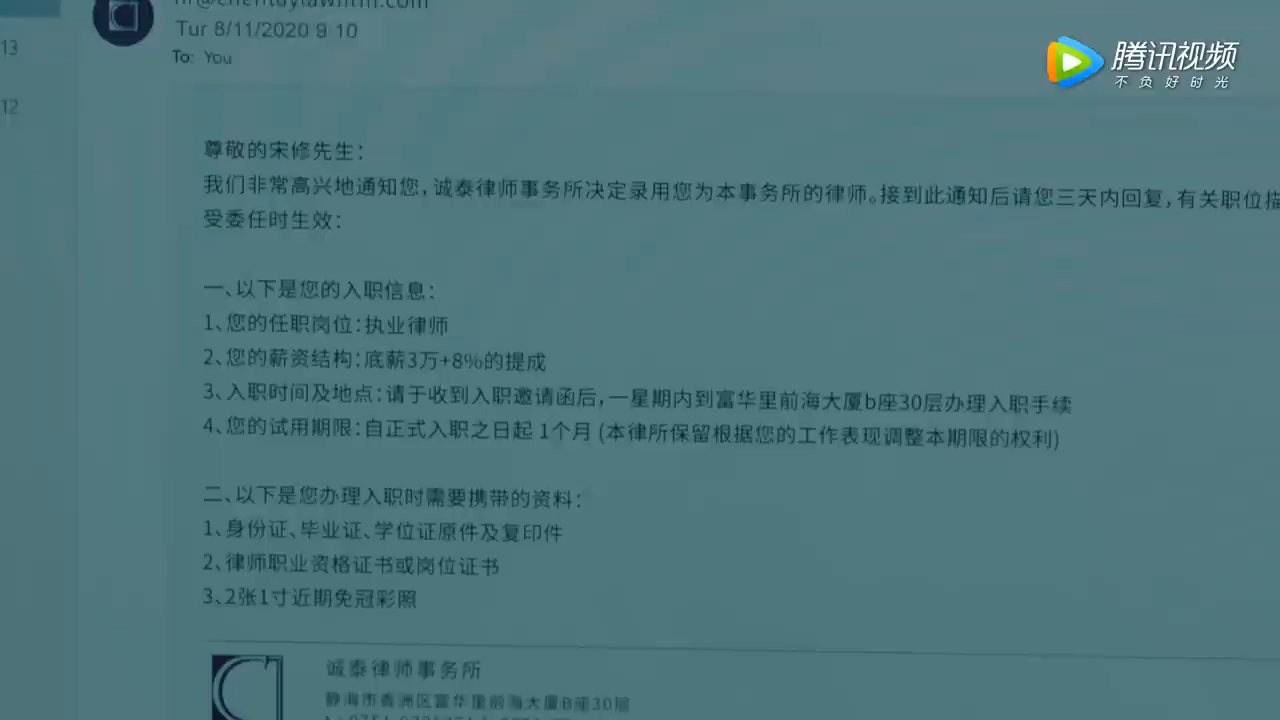 Tur 8/11/2020 9 10
To: You
13
12
腾讯视频
不负好时光
尊敬的宋修先生：
我们非常高兴地通知您，诚泰律师事务所决定录用您为本事务所的律师。接到此通知后请您三天内回复，有关职位描
受委任时生效：
一、以下是您的入职信息：
1、您的任职岗位：执业律师
2、您的薪资结构：底薪3万+8%的提成
3、入职时间及地点：请于收到入职邀请函后，一星期内到富华里前海大厦b座30层办理入职手续
4、您的试用期限：自正式入职之日起 1个月 (本律所保留根据您的工作表现调整本期限的权利)
二、以下是您办理入职时需要携带的资料：
1、身份证、毕业证、学位证原件及复印件
2、律师职业资格证书或岗位证书
3、2张1寸近期免冠彩照
诚泰律师事务所
静海市青洲区富华里前海大厦B座30层